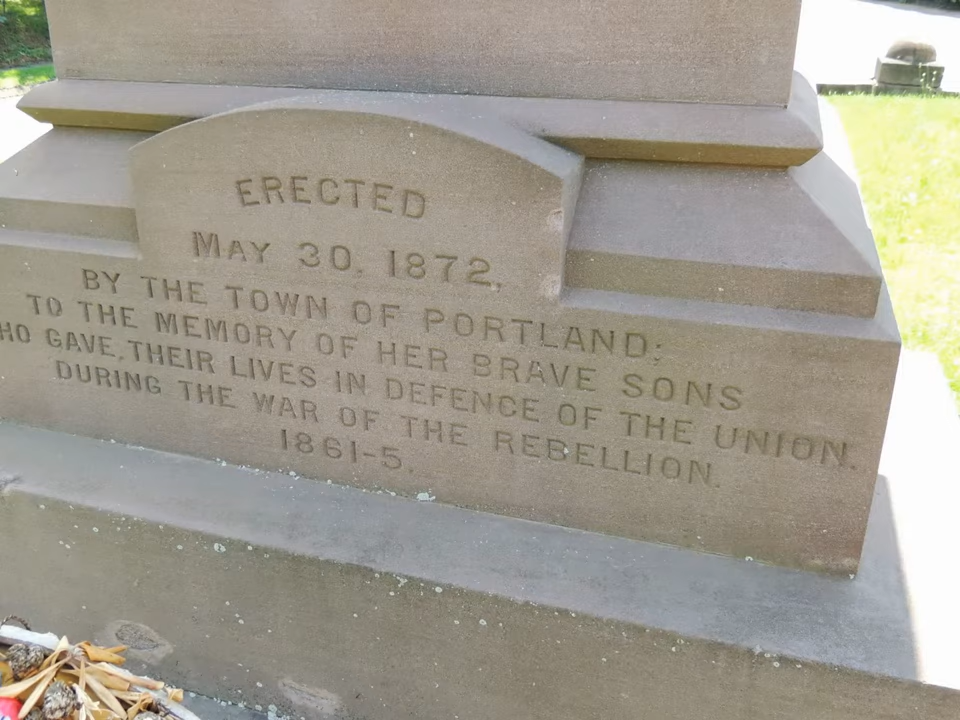 ERECTED
MAY 30, 1872,
BY THE TOWN OF PORTLAND;
TO THE MEMORY OF HER BRAVE SONS
HO GAVE, THEIR LIVES IN DEFENCE OF THE UNION.
DURING THE WAR OF THE REBELLION.
1861-5.